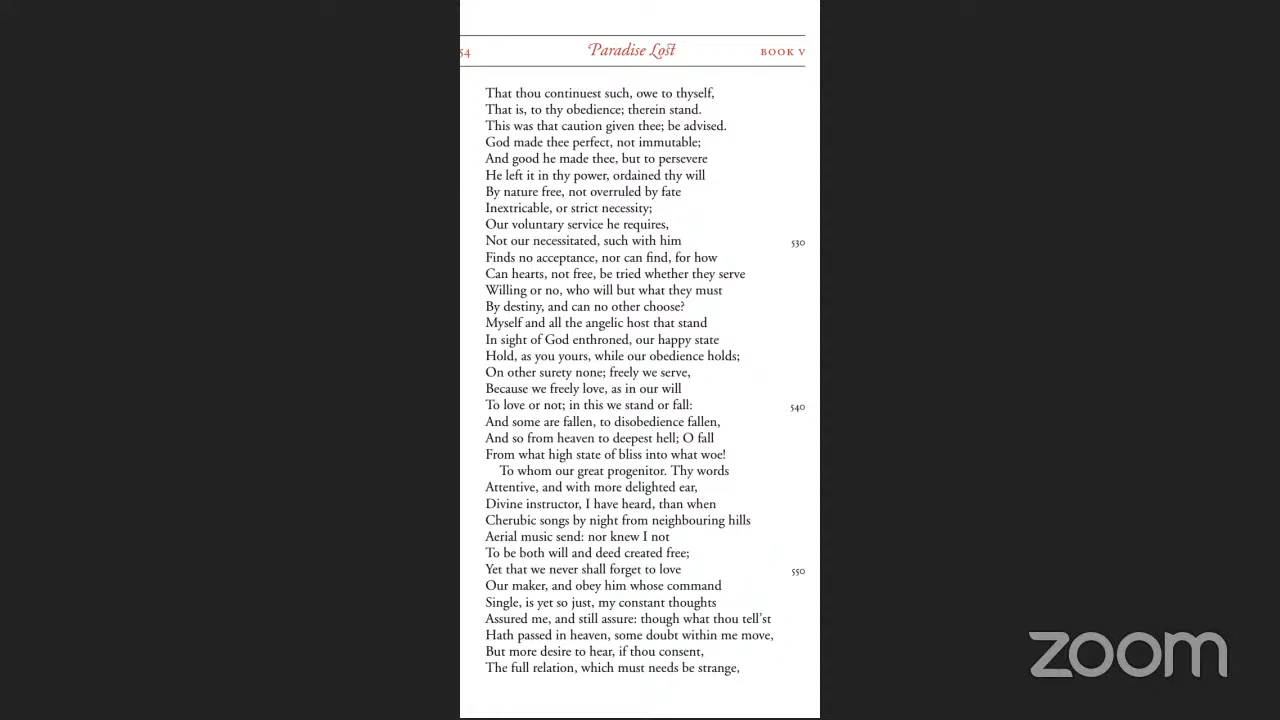 54
Paradise Lost
BOOK V
That thou continuest such, owe to thyself,
That is, to thy obedience; therein stand.
This was that caution given thee; be advised.
God made thee perfect, not immutable;
And good he made thee, but to persevere
He left it in thy power, ordained thy will
By nature free, not overruled by fate
Inextricable, or strict necessity;
Our voluntary service he requires,
Not our necessitated, such with him 530
Finds no acceptance, nor can find, for how
Can hearts, not free, be tried whether they serve
Willing or no, who will but what they must
By destiny, and can no other choose?
Myself and all the angelic host that stand
In sight of God enthroned, our happy state
Hold, as you yours, while our obedience holds;
On other surety none; freely we serve,
Because we freely love, as in our will
To love or not; in this we stand or fall: 540
And some are fallen, to disobedience fallen,
And so from heaven to deepest hell; O fall
From what high state of bliss into what woe!
To whom our great progenitor. Thy words
Attentive, and with more delighted ear,
Divine instructor, I have heard, than when
Cherubic songs by night from neighbouring hills
Aerial music send: nor knew I not
To be both will and deed created free;
Yet that we never shall forget to love 550
Our maker, and obey him whose command
Single, is yet so just, my constant thoughts
Assured me, and still assure: though what thou tell'st
Hath passed in heaven, some doubt within me move,
But more desire to hear, if thou consent,
The full relation, which must needs be strange,
zoom